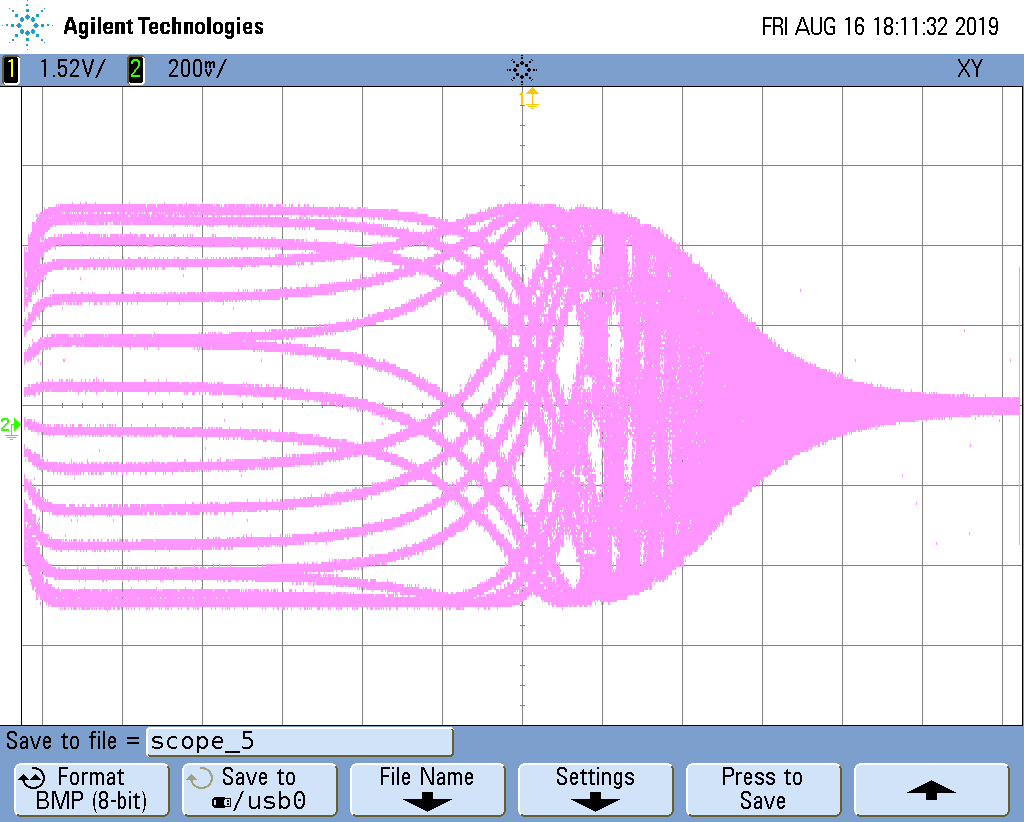 Agilent Technologies FRI AUG 16 18:11:32 2019
1 1.52V/ 2 200mV/ XY
1
2
Save to file = scope_5
Format Save to File Name Settings Press to
BMP (8-bit) /usb0 Save